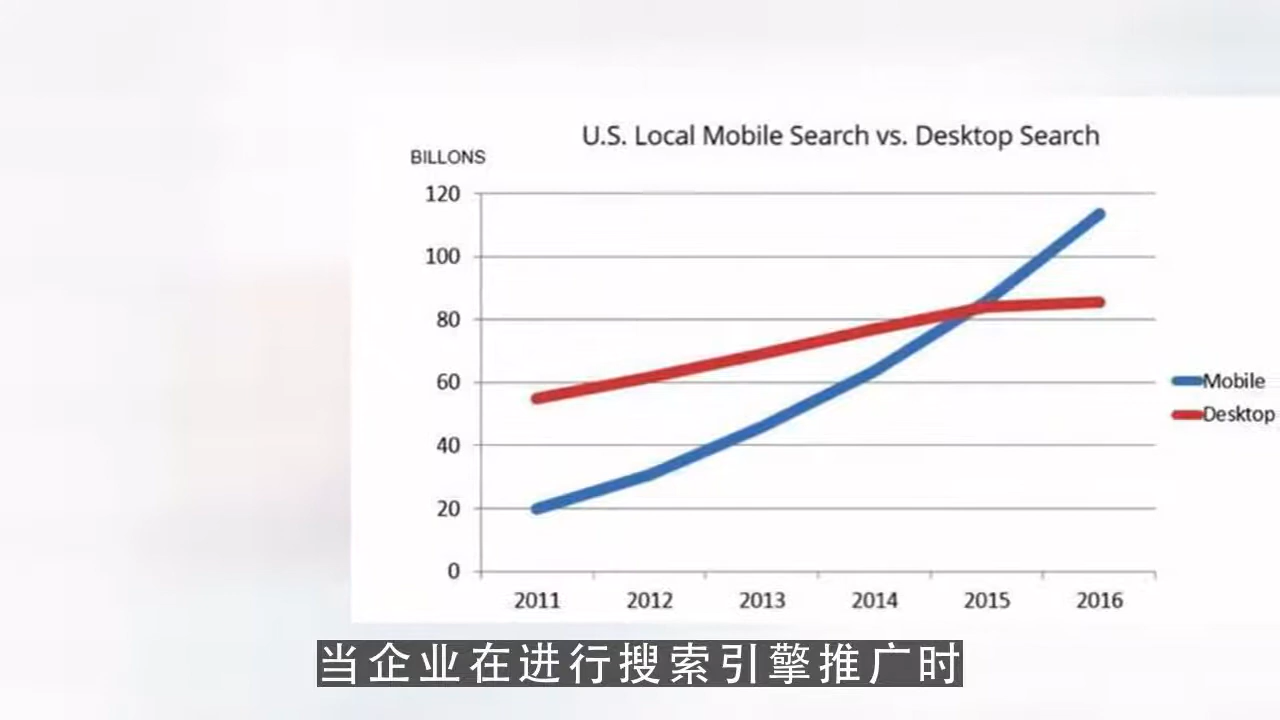 U.S. Local Mobile Search vs. Desktop Search
BILLONS
120
100
80
60
40
20
0
2011 2012 2013 2014 2015 2016
Mobile
Desktop
当企业在进行搜索引擎推广时